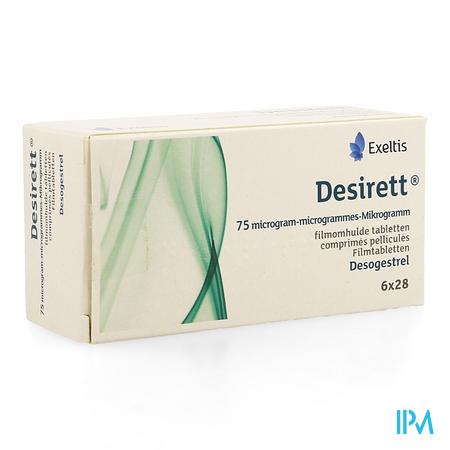 Exeltis
Desirett®
75 microgram-microgrammes-Mikrogramm
filmomhulde tabletten
comprimés pelliculés
Filmtabletten
Desogestrel
6x28
Desirett®
75 microgram-microgrammes-Mikrogramm
filmomhulde tabletten
comprimés pelliculés
Filmtabletten
Desogestrel
IPM